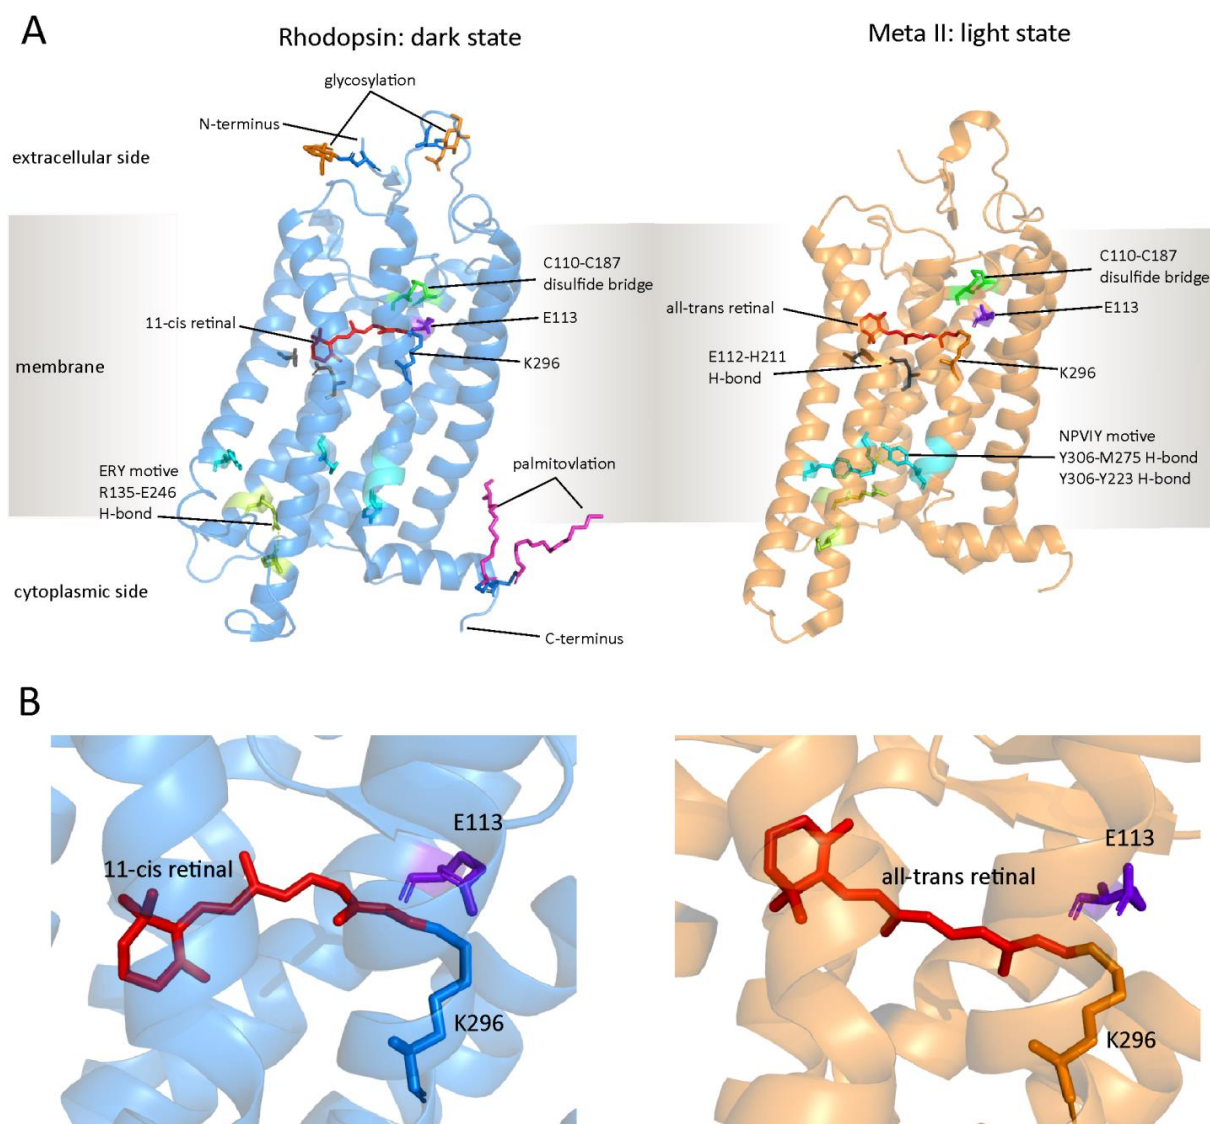 A
Rhodopsin: dark state
Meta II: light state
glycosylation
N-terminus
extracellular side
C110-C187
disulfide bridge
C110-C187
disulfide bridge
11-cis retinal
E113
all-trans retinal
E113
membrane
K296
E112-H211
H-bond
K296
ERY motive
R135-E246
H-bond
palmitovlation
NPVIY motive
Y306-M275 H-bond
Y306-Y223 H-bond
cytoplasmic side
C-terminus
B
E113
11-cis retinal
K296
E113
all-trans retinal
K296